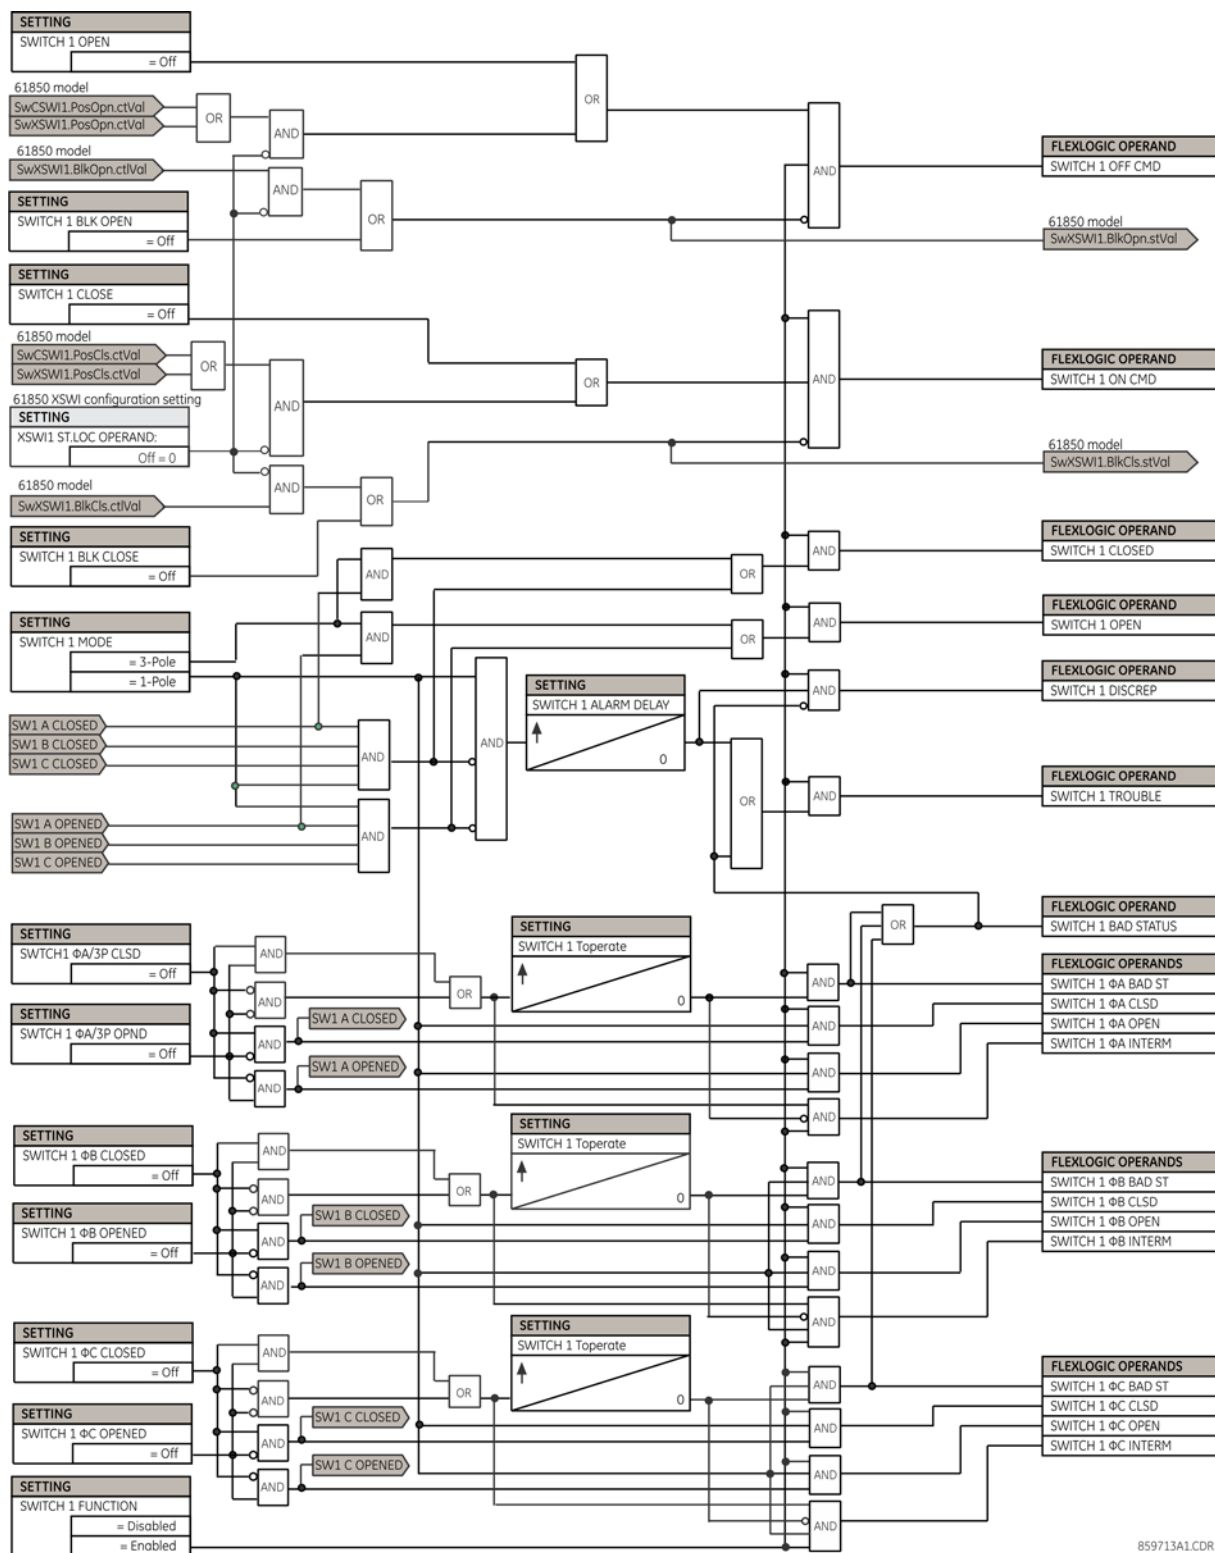 SETTING
SWITCH 1 OPEN
= Off
61850 model
SwCSWI1.PosOpn.ctVal
SwXSWI1.PosOpn.ctVal
OR
AND
OR
AND
61850 model
SwXSWI1.BlkOpn.ctlVal
AND
SETTING
SWITCH 1 BLK OPEN
= Off
OR
FLEXLOGIC OPERAND
SWITCH 1 OFF CMD
61850 model
SwXSWI1.BlkOpn.stVal
SETTING
SWITCH 1 CLOSE
= Off
61850 model
SwCSWI1.PosCls.ctVal
SwXSWI1.PosCls.ctVal
OR
AND
OR
AND
FLEXLOGIC OPERAND
SWITCH 1 ON CMD
61850 XSWI configuration setting
SETTING
XSWI1 ST.LOC OPERAND:
Off = 0
61850 model
SwXSWI1.BlkCls.stVal
61850 model
SwXSWI1.BlkCls.ctlVal
AND
OR
SETTING
SWITCH 1 BLK CLOSE
= Off
AND
OR
AND
FLEXLOGIC OPERAND
SWITCH 1 CLOSED
SETTING
SWITCH 1 MODE
= 3-Pole
= 1-Pole
AND
OR
AND
FLEXLOGIC OPERAND
SWITCH 1 OPEN
SETTING
SWITCH 1 ALARM DELAY
0
AND
FLEXLOGIC OPERAND
SWITCH 1 DISCREP
SW1 A CLOSED
SW1 B CLOSED
SW1 C CLOSED
AND
AND
OR
AND
FLEXLOGIC OPERAND
SWITCH 1 TROUBLE
SW1 A OPENED
SW1 B OPENED
SW1 C OPENED
AND
OR
FLEXLOGIC OPERAND
SWITCH 1 BAD STATUS
SETTING
SWTCH1 ΦA/3P CLSD
= Off
SETTING
SWTCH 1 ΦA/3P OPND
= Off
AND
AND
AND
AND
OR
SW1 A CLOSED
SW1 A OPENED
SETTING
SWITCH 1 Toperate
0
AND
AND
AND
AND
FLEXLOGIC OPERANDS
SWITCH 1 ΦA BAD ST
SWITCH 1 ΦA CLSD
SWITCH 1 ΦA OPEN
SWITCH 1 ΦA INTERM
SETTING
SWITCH 1 ΦB CLOSED
= Off
SETTING
SWITCH 1 ΦB OPENED
= Off
AND
AND
AND
AND
OR
SW1 B CLOSED
SW1 B OPENED
SETTING
SWITCH 1 Toperate
0
AND
AND
AND
AND
FLEXLOGIC OPERANDS
SWITCH 1 ΦB BAD ST
SWITCH 1 ΦB CLSD
SWITCH 1 ΦB OPEN
SWITCH 1 ΦB INTERM
SETTING
SWITCH 1 ΦC CLOSED
= Off
SETTING
SWITCH 1 ΦC OPENED
= Off
AND
AND
AND
AND
OR
SW1 C CLOSED
SW1 C OPENED
SETTING
SWITCH 1 Toperate
0
AND
AND
AND
AND
FLEXLOGIC OPERANDS
SWITCH 1 ΦC BAD ST
SWITCH 1 ΦC CLSD
SWITCH 1 ΦC OPEN
SWITCH 1 ΦC INTERM
SETTING
SWITCH 1 FUNCTION
= Disabled
= Enabled
859713A1.CDR